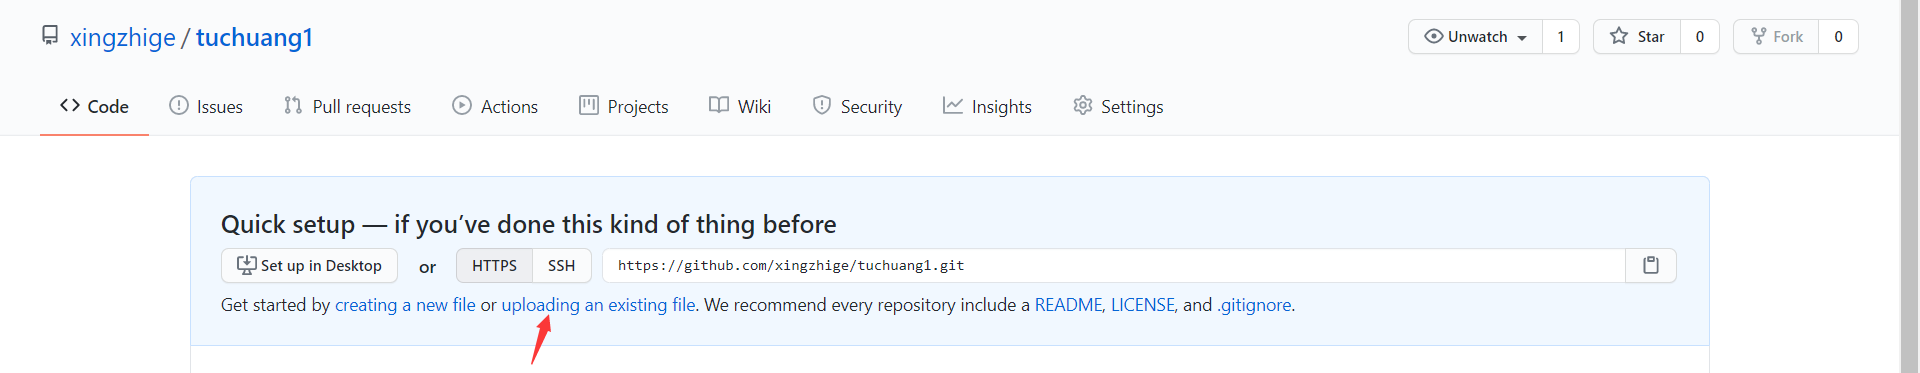 xingzhige / tuchuang1
Unwatch 1 Star 0 Fork 0
Code Issues Pull requests Actions Projects Wiki Security Insights Settings
Quick setup — if you’ve done this kind of thing before
Set up in Desktop or HTTPS SSH https://github.com/xingzhige/tuchuang1.git
Get started by creating a new file or uploading an existing file. We recommend every repository include a README, LICENSE, and .gitignore.